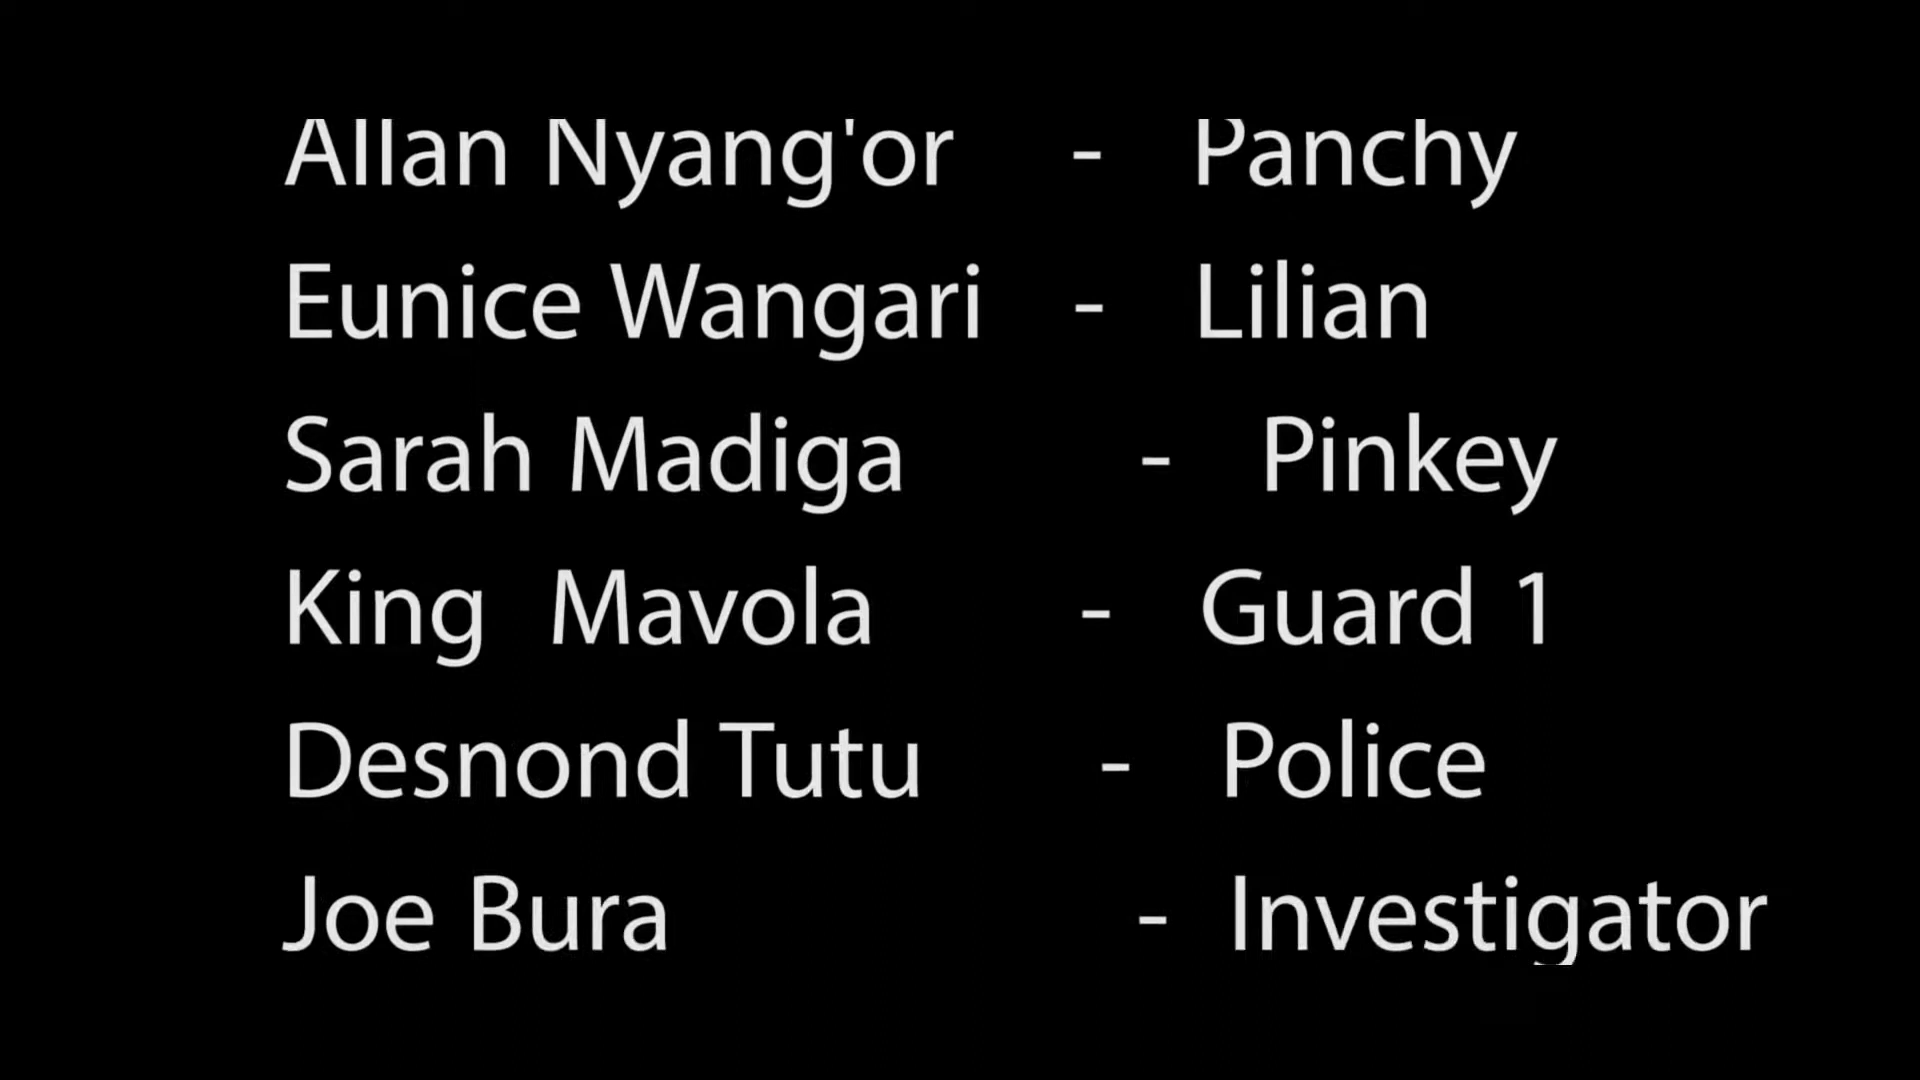 Allan Nyang'or - Panchy
Eunice Wangari - Lilian
Sarah Madiga - Pinkey
King Mavola - Guard 1
Desnond Tutu - Police
Joe Bura - Investigator